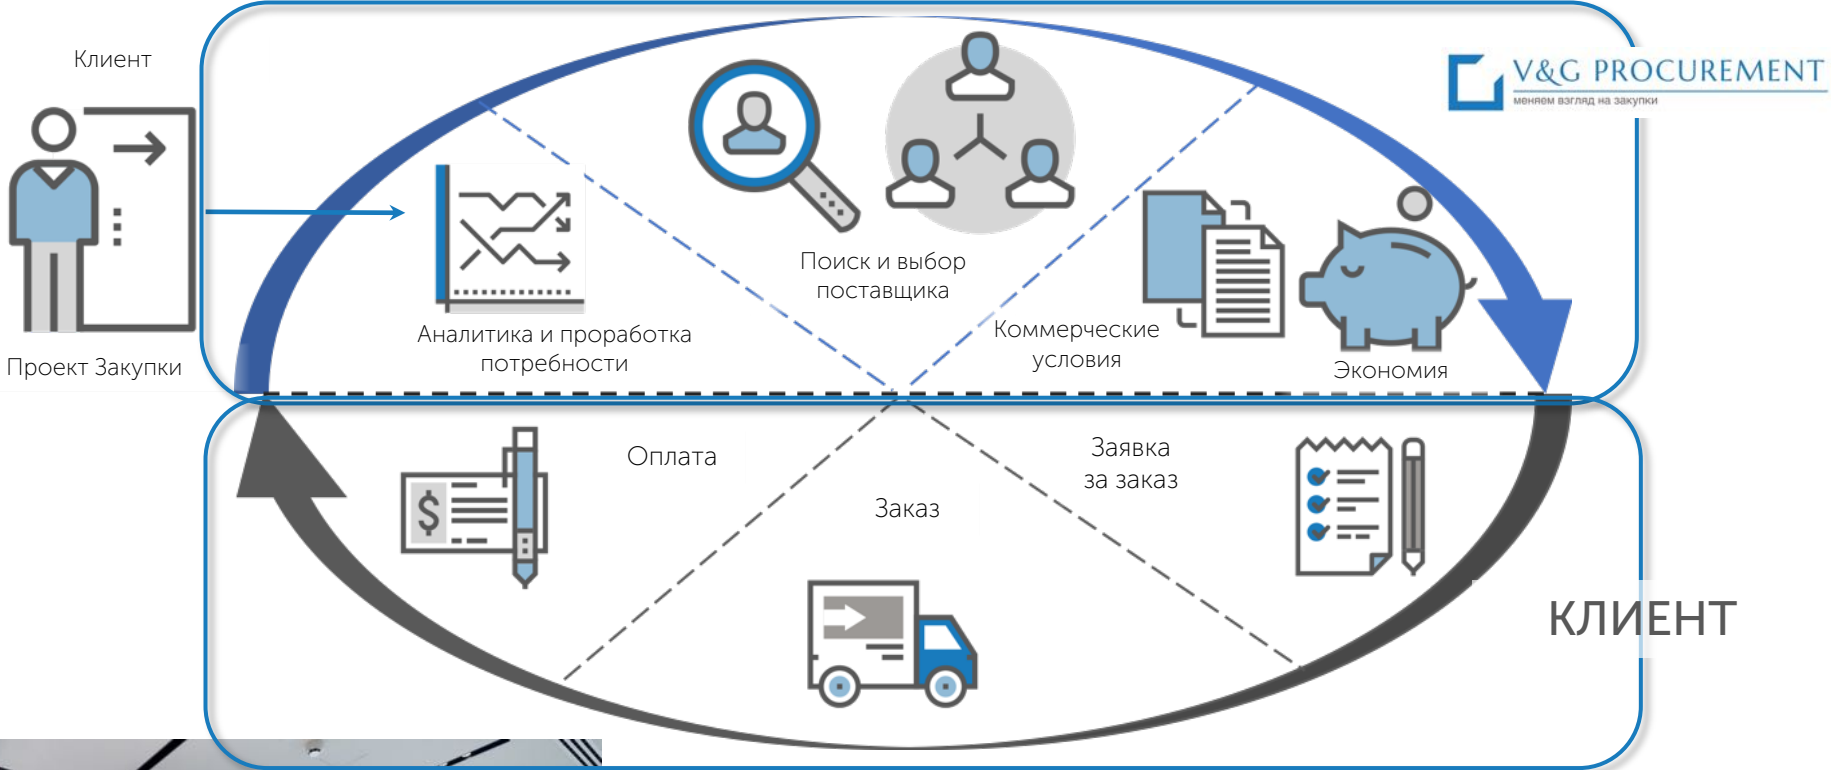 Клиент
V&G PROCUREMENT
меняем взгляд на закупки
Поиск и выбор
поставщика
Аналитика и проработка
потребности
Коммерческие
условия
Экономия
Проект Закупки
Оплата
Заявка
за заказ
Заказ
$
КЛИЕНТ